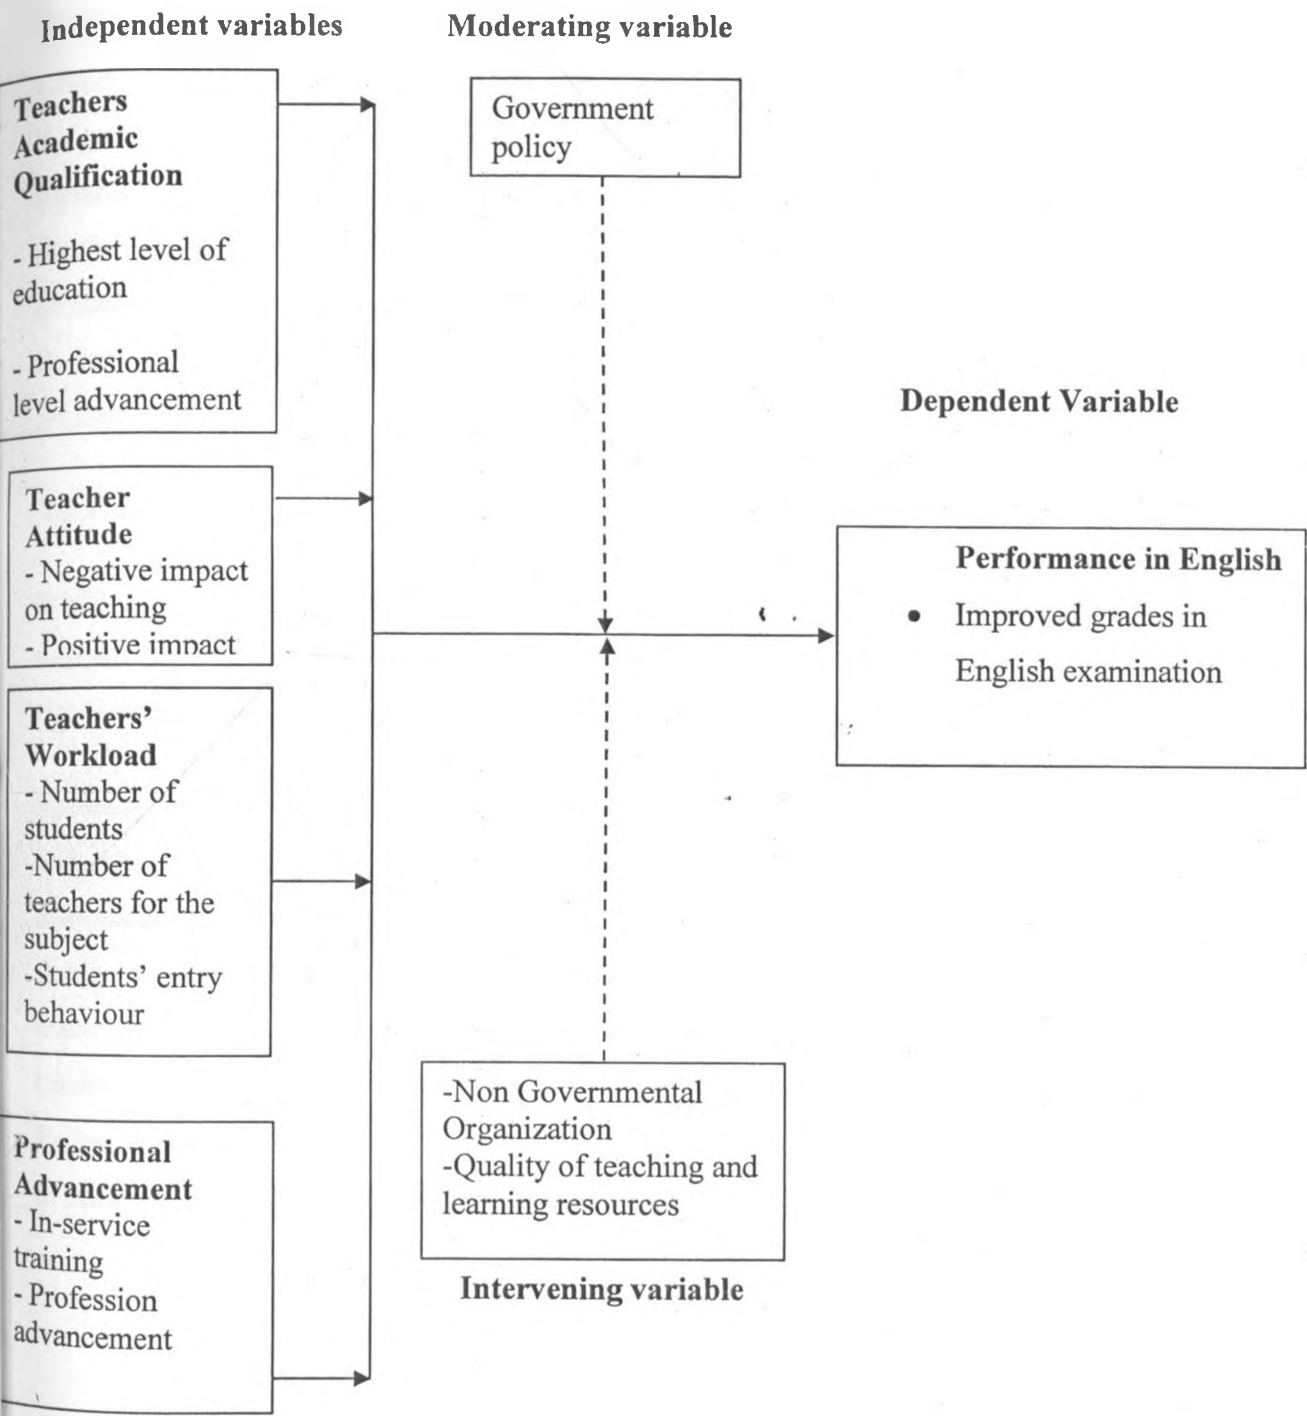 Independent variables
Moderating variable
Teachers
Academic
Qualification
- Highest level of
education
- Professional
level advancement
Government
policy
Dependent Variable
Teacher
Attitude
- Negative impact
on teaching
- Positive impact
Performance in English
• Improved grades in
English examination
Teachers’
Workload
- Number of
students
-Number of
teachers for the
subject
-Students’ entry
behaviour
-Non Governmental
Organization
-Quality of teaching and
learning resources
Intervening variable
Professional
Advancement
- In-service
training
- Profession
advancement